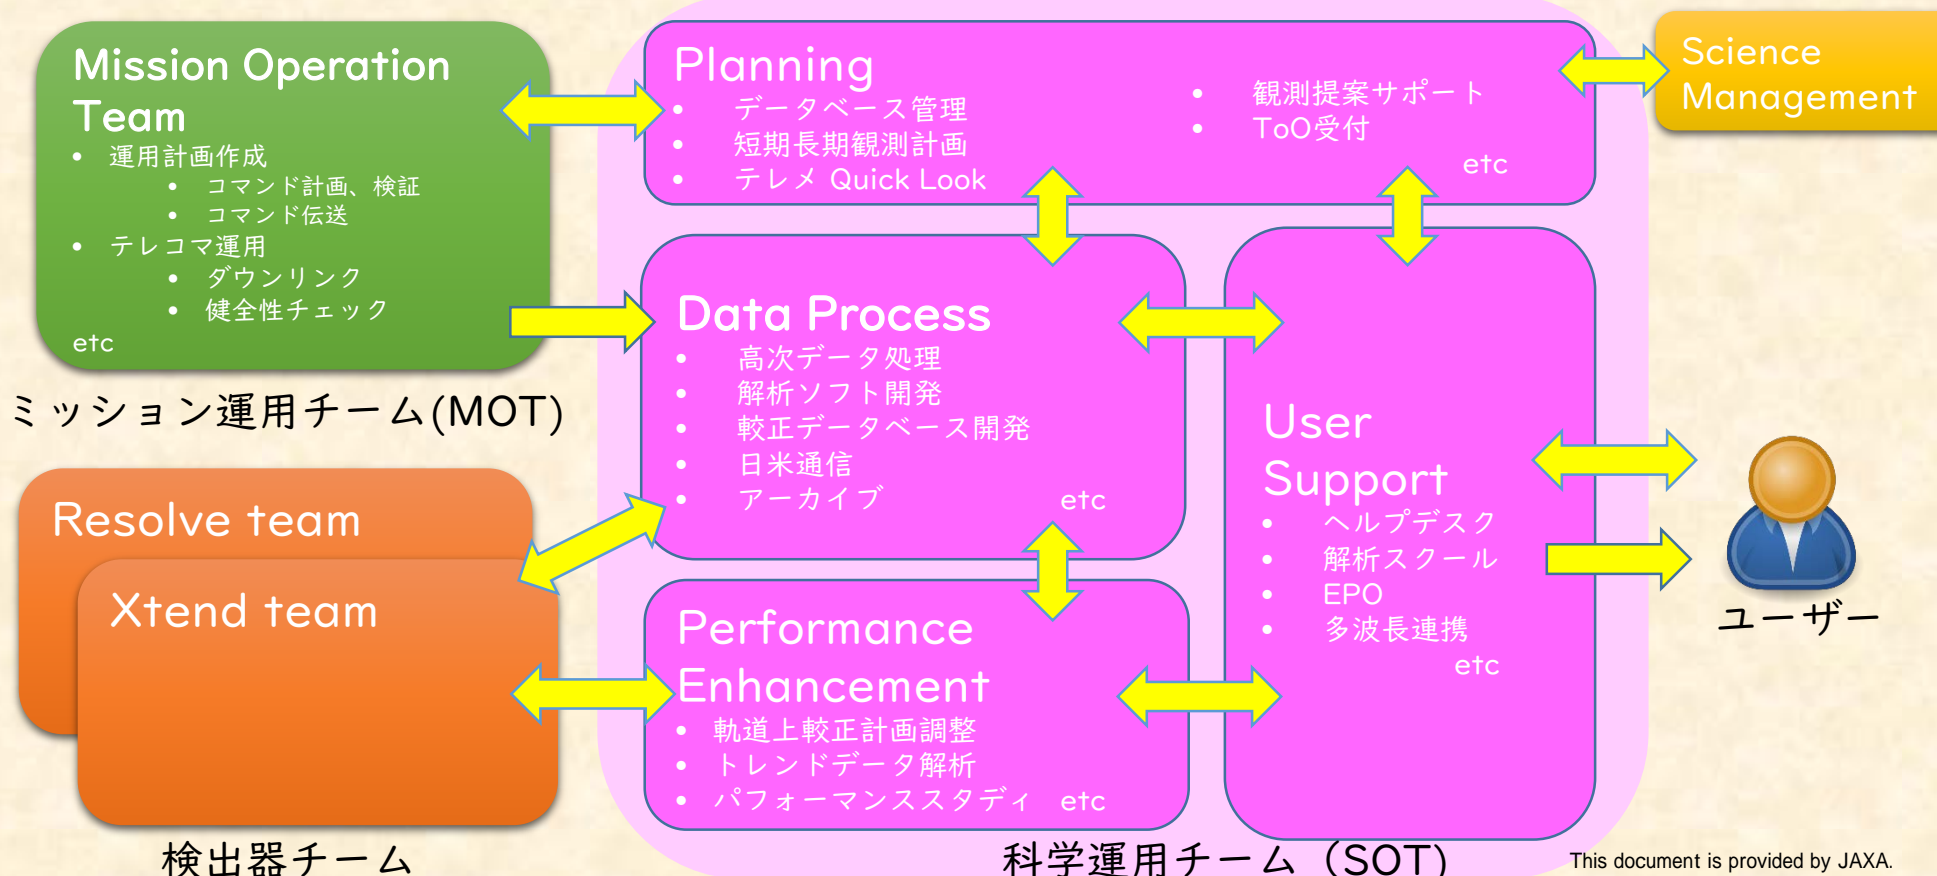 Mission Operation
Team
• 運用計画作成
• コマンド計画、検証
• コマンド伝送
• テレコマ運用
• ダウンリンク
• 健全性チェック
etc
ミッション運用チーム(MOT)
Resolve team
Xtend team
検出器チーム
Planning
• データベース管理
• 短期長期観測計画
• テレメ Quick Look
• 観測提案サポート
• ToO受付
etc
Science
Management
Data Process
• 高次データ処理
• 解析ソフト開発
• 較正データベース開発
• 日米通信
• アーカイブ etc
Performance
Enhancement
• 軌道上較正計画調整
• トレンドデータ解析
• パフォーマンススタディ etc
User
Support
• ヘルプデスク
• 解析スクール
• EPO
• 多波長連携
etc
ユーザー
科学運用チーム（SOT)
This document is provided by JAXA.